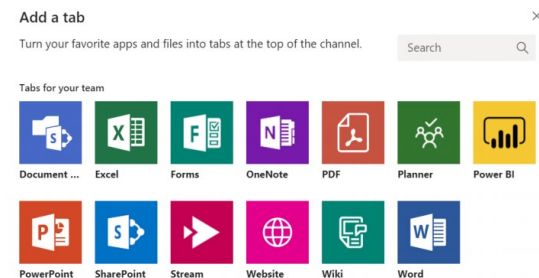 Add a tab
Turn your favorite apps and files into tabs at the top of the channel.
Search
Tabs for your team
Document ...
Excel
Forms
OneNote
PDF
Planner
Power BI
PowerPoint
SharePoint
Stream
Website
Wiki
Word